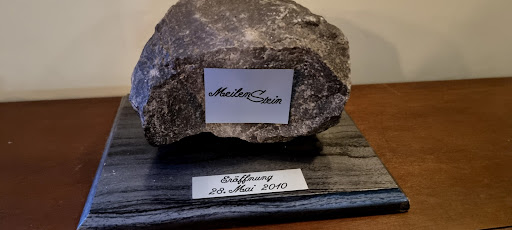 MeilenStein
Eröffnung
28. Mai 2010